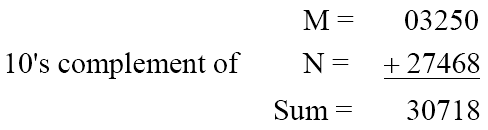 M = 03250
10's complement of N = + 27468
Sum = 30718